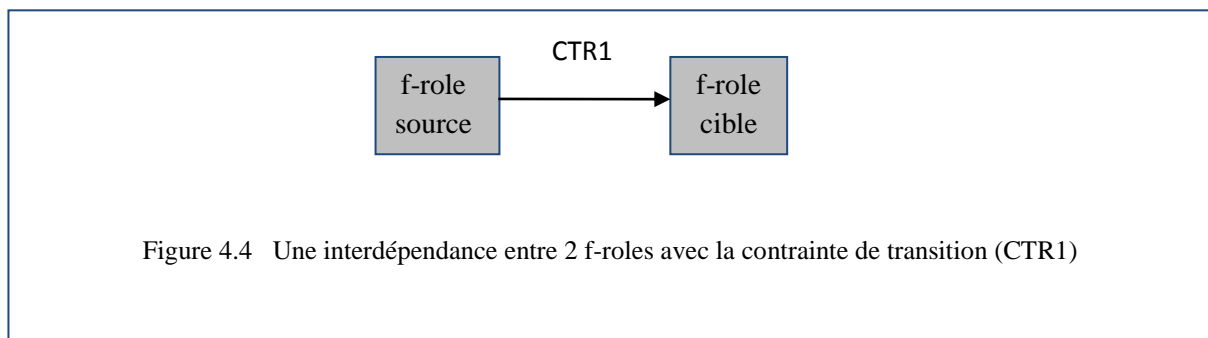 CTR1
f-role
source
f-role
cible
Figure 4.4 Une interdépendance entre 2 f-roles avec la contrainte de transition (CTR1)